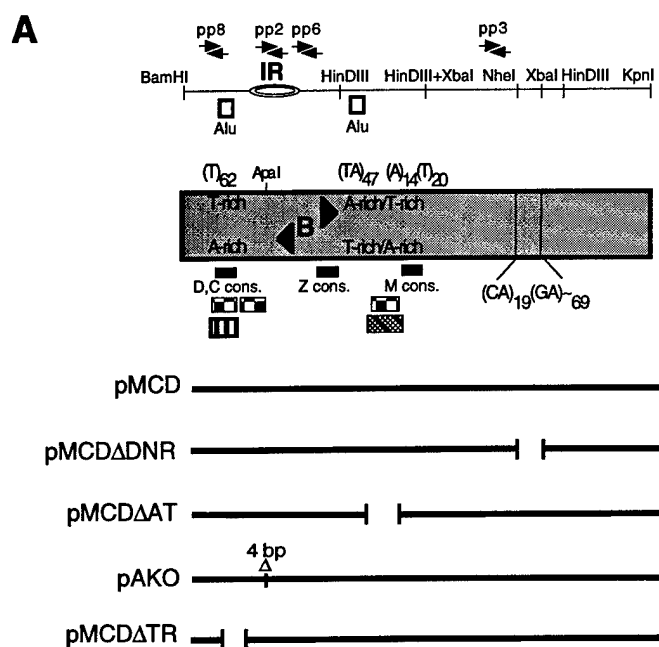 A
pp8 pp2 pp6 pp3
BamHI IR HinDIII HinDIII+XbaI NheI XbaI HinDIII KpnI
Alu Alu
(T)62 ApaI (TA)47 (A)14(T)20
T-rich A-rich/T-rich
B
A-rich T-rich/A-rich
D,C cons. Z cons. M cons. (CA)19(GA)~69
pMCD
pMCDΔDNR
pMCDΔAT
4 bp
Δ
pAKO
pMCDΔTR